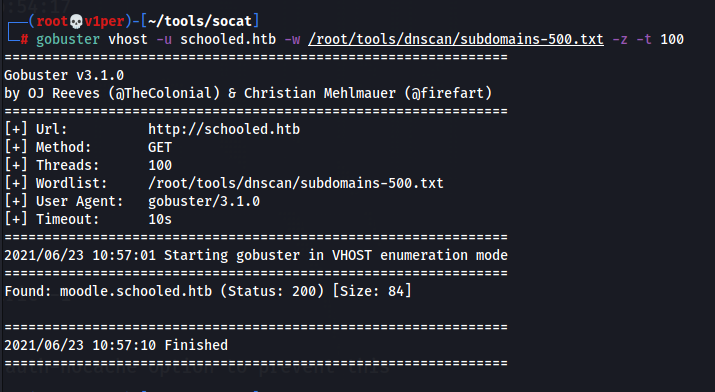 (root💀v1per)-[~/tools/socat]
# gobuster vhost -u schooled.htb -w /root/tools/dnscan/subdomains-500.txt -z -t 100
===============================================================
Gobuster v3.1.0
by OJ Reeves (@TheColonial) & Christian Mehlmauer (@firefart)
===============================================================
[+] Url:          http://schooled.htb
[+] Method:       GET
[+] Threads:      100
[+] Wordlist:     /root/tools/dnscan/subdomains-500.txt
[+] User Agent:   gobuster/3.1.0
[+] Timeout:      10s
===============================================================
2021/06/23 10:57:01 Starting gobuster in VHOST enumeration mode
===============================================================
Found: moodle.schooled.htb (Status: 200) [Size: 84]
===============================================================
2021/06/23 10:57:10 Finished
===============================================================